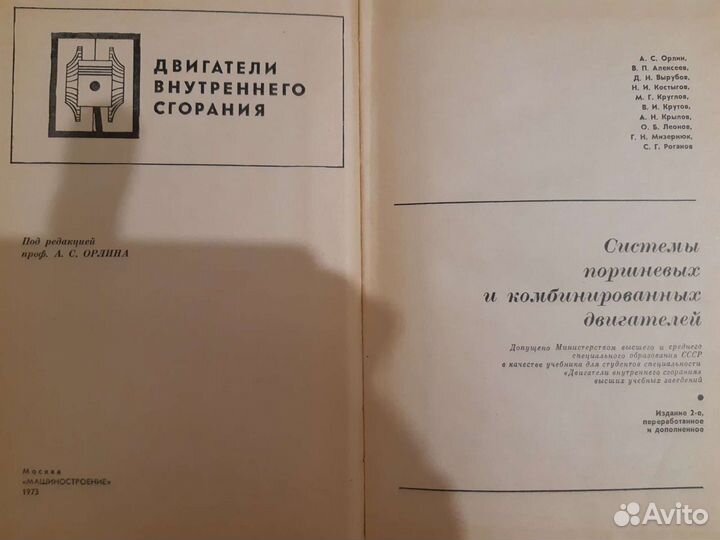 ДВИГАТЕЛИ
ВНУТРЕННЕГО
СГОРАНИЯ
Под редакцией
проф. А. С. ОРЛИНА
Москва
«МАШИНОСТРОЕНИЕ»
1973
А. С. Орлин,
В. П. Алексеев,
Д. И. Вырубов,
Н. И. Костыгов,
М. Г. Круглов,
В. И. Крутов,
А. Н. Крылов,
О. Б. Леонов,
Г. Н. Мизернюк,
С. Г. Роганов
Системы
поршневых
и комбинированных
двигателей
Допущено Министерством высшего и среднего
специального образования СССР
в качестве учебника для студентов специальности
«Двигатели внутреннего сгорания»
высших учебных заведений
Издание 2-е,
переработанное
и дополненное
Avito